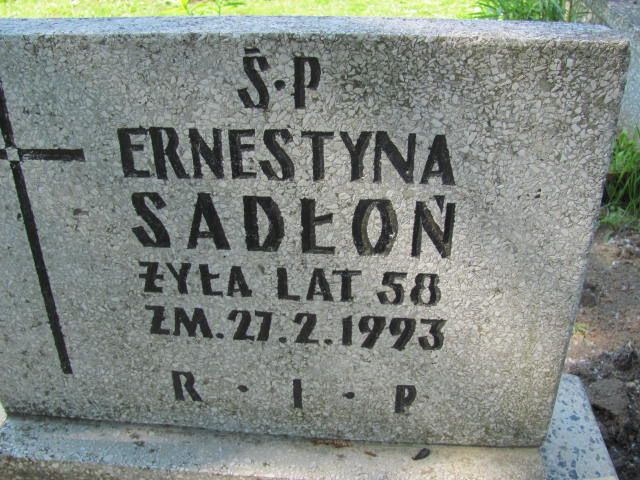 Ś.P
ERNESTYNA
SADŁOŃ
ŻYŁA LAT 58
ZM. 27.2.1993
R . I . P